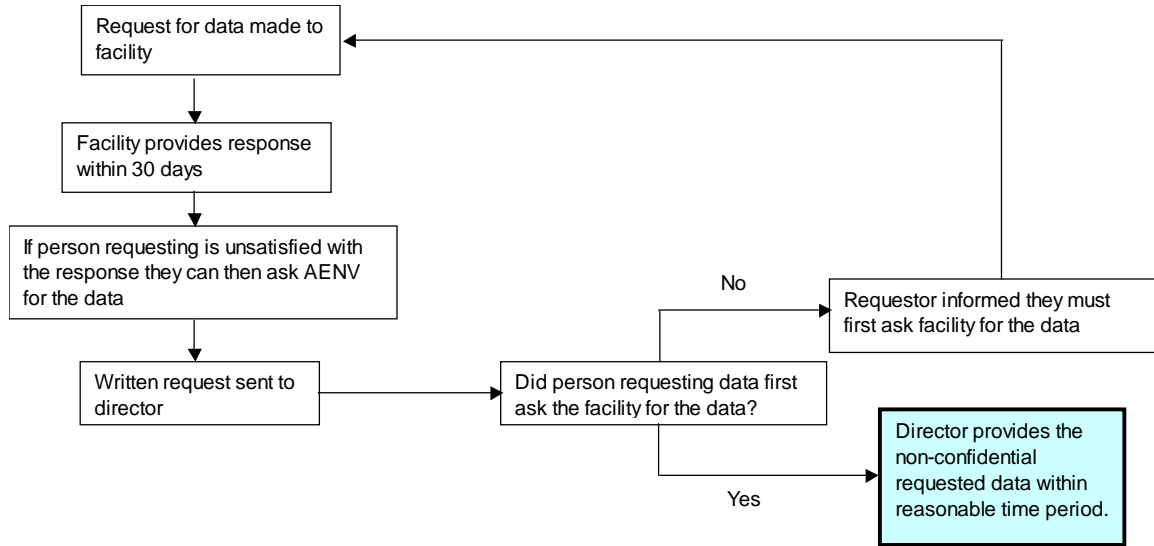 Request for data made to
facility
Facility provides response
within 30 days
If person requesting is unsatisfied with
the response they can then ask AENV
for the data
Written request sent to
director
Did person requesting data first
ask the facility for the data?
No
Requestor informed they must
first ask facility for the data
Yes
Director provides the
non-confidential
requested data within
reasonable time period.